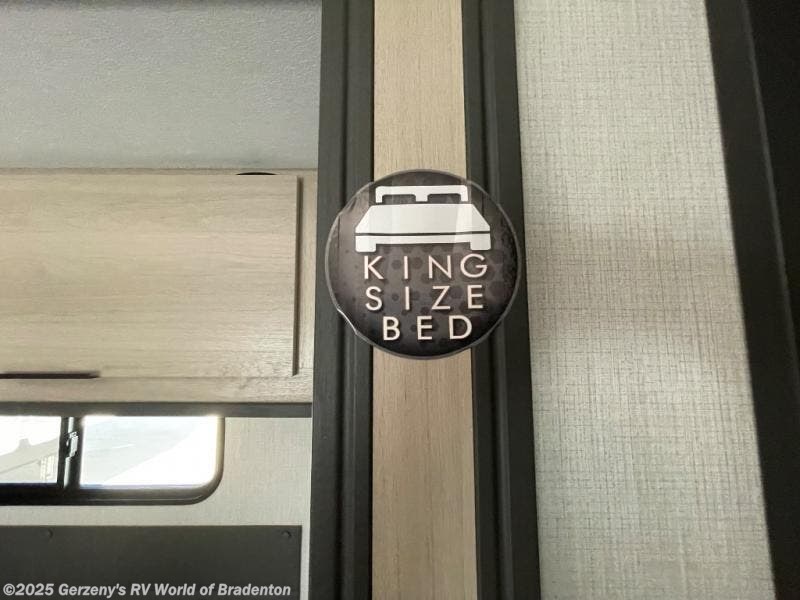 KING
SIZE
BED
©2025 Gerzeny's RV World of Bradenton